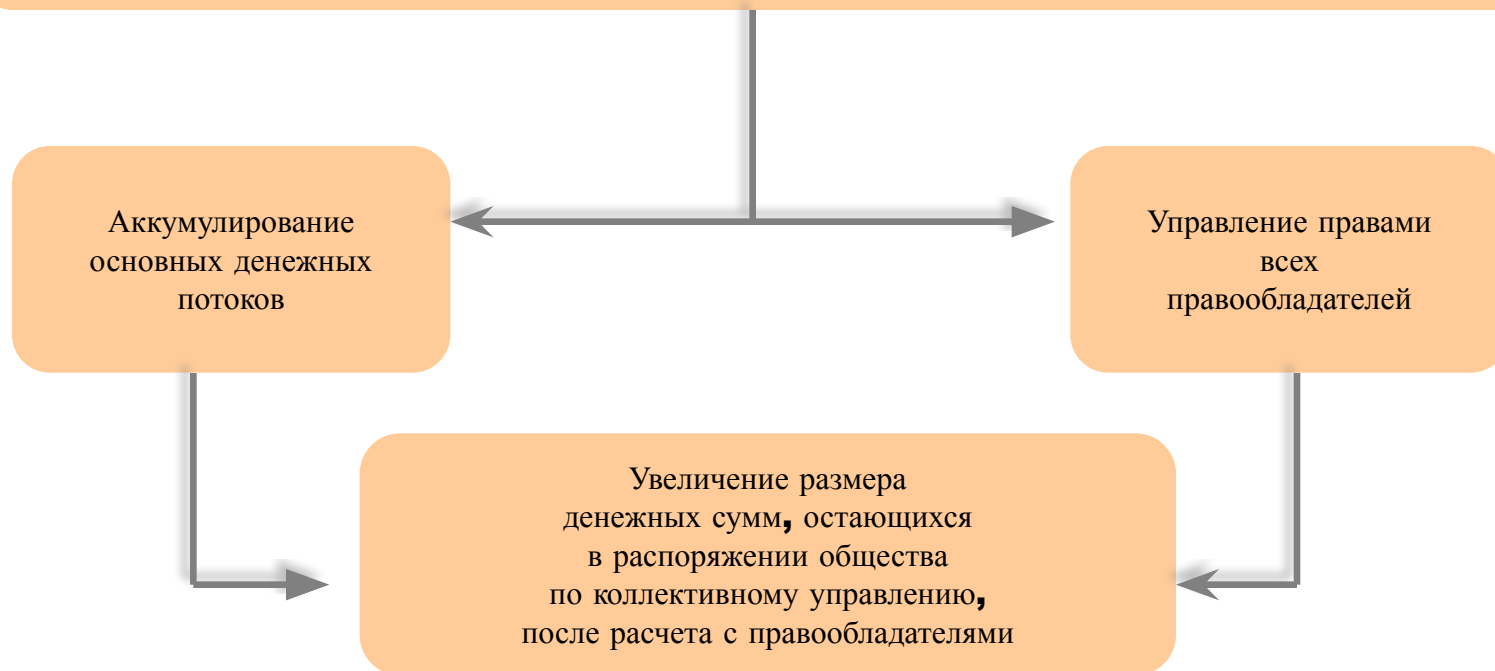 Аккумулирование
основных денежных
потоков
Управление правами
всех
правообладателей
Увеличение размера
денежных сумм, остающихся
в распоряжении общества
по коллективному управлению,
после расчета с правообладателями